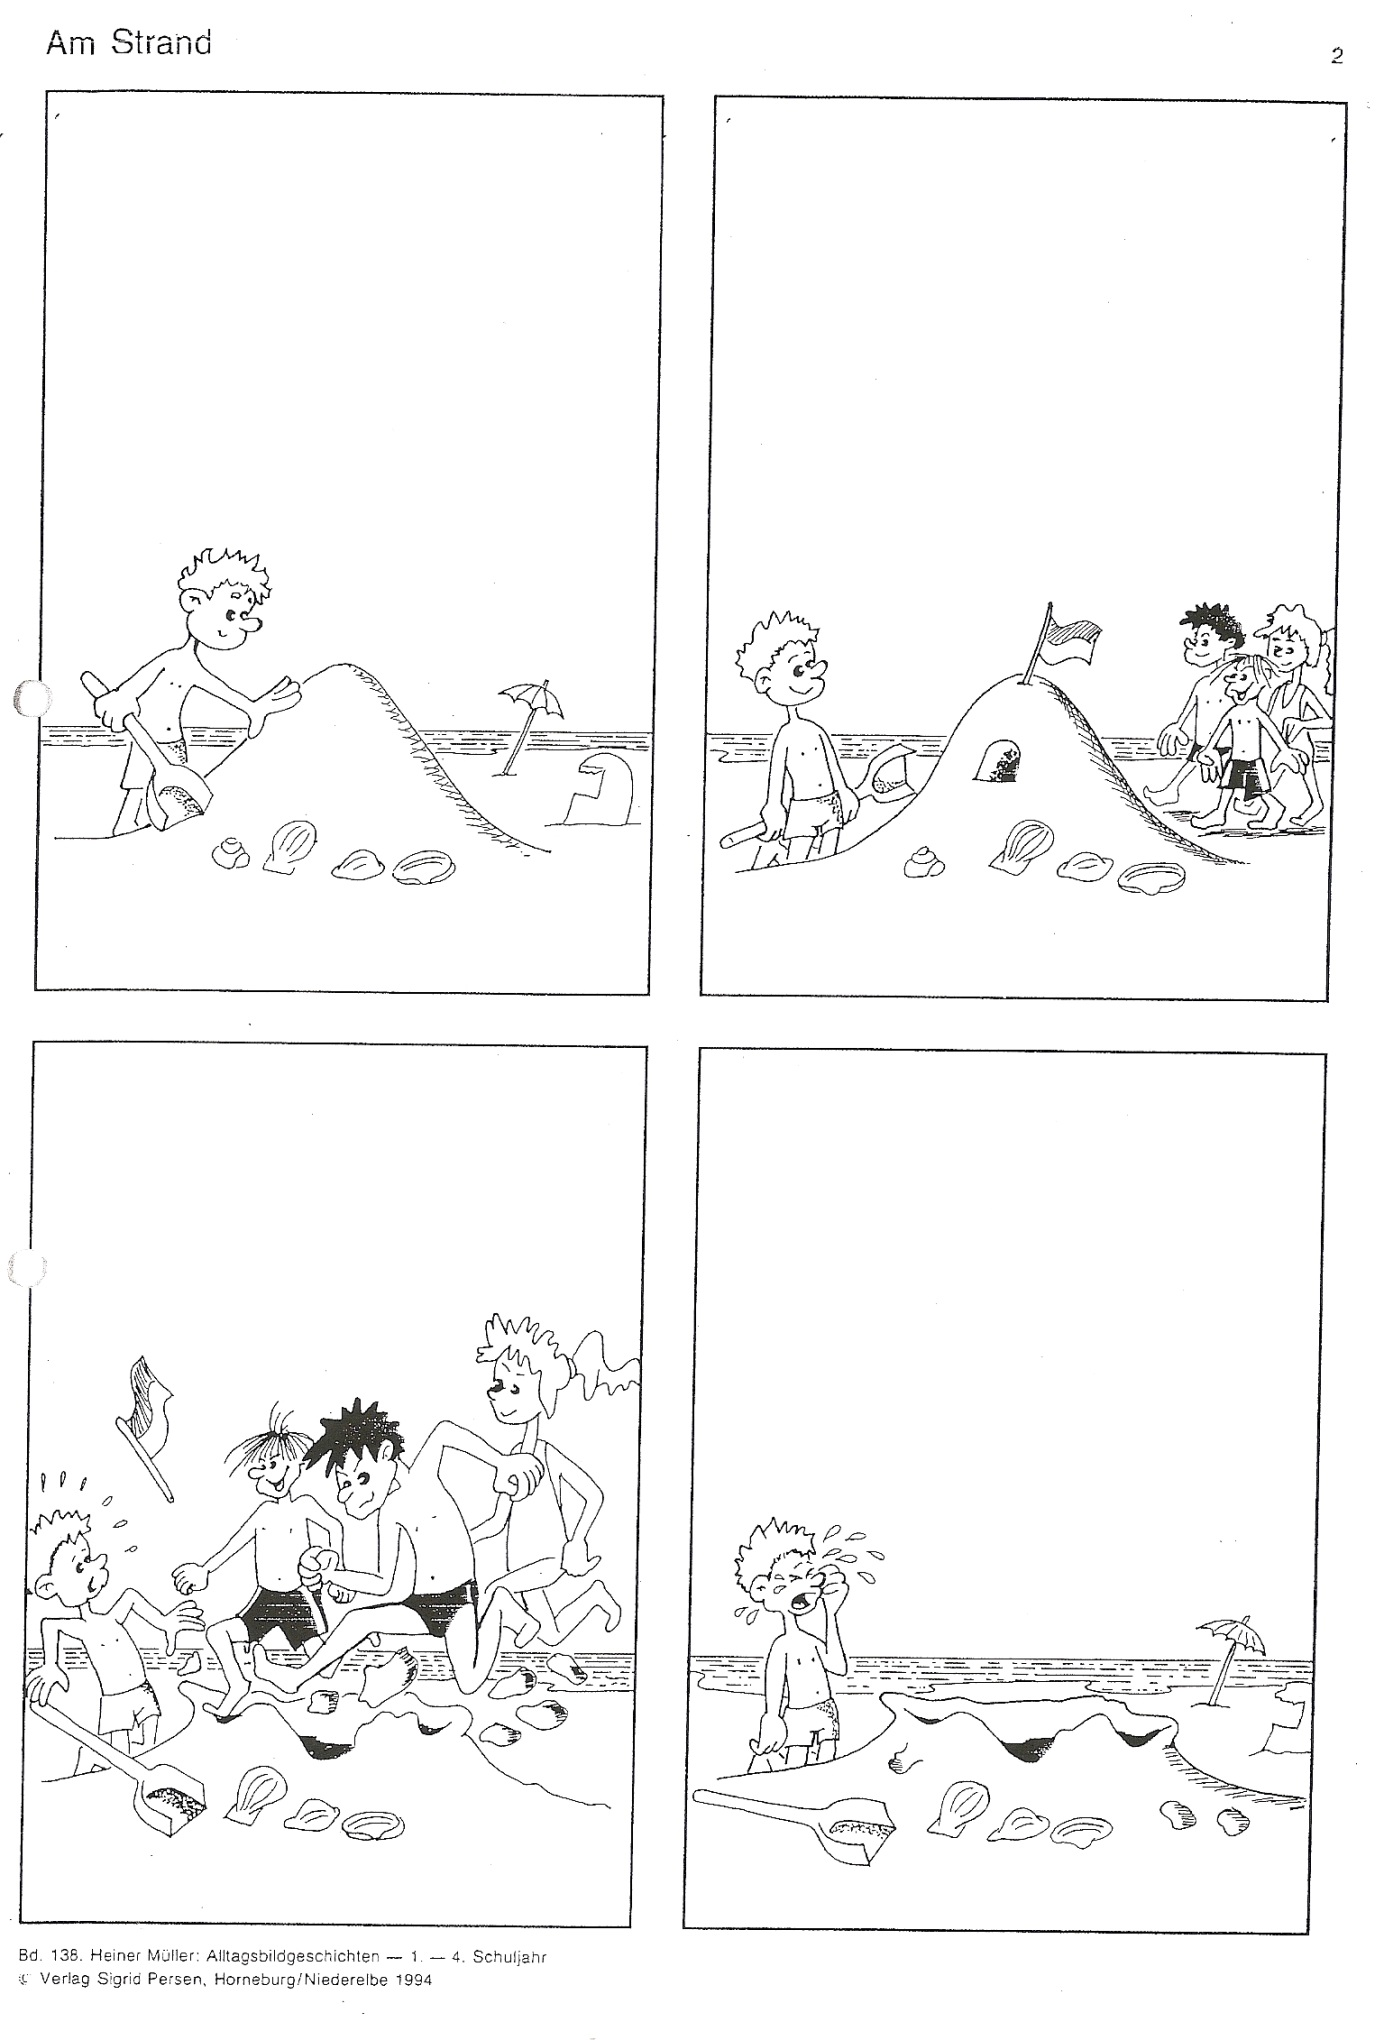 Am Strand
2
Bd. 138. Heiner Müller: Alltagsbildgeschichten — 1. — 4. Schuljahr
© Verlag Sigrid Persen, Horneburg/Niederelbe 1994